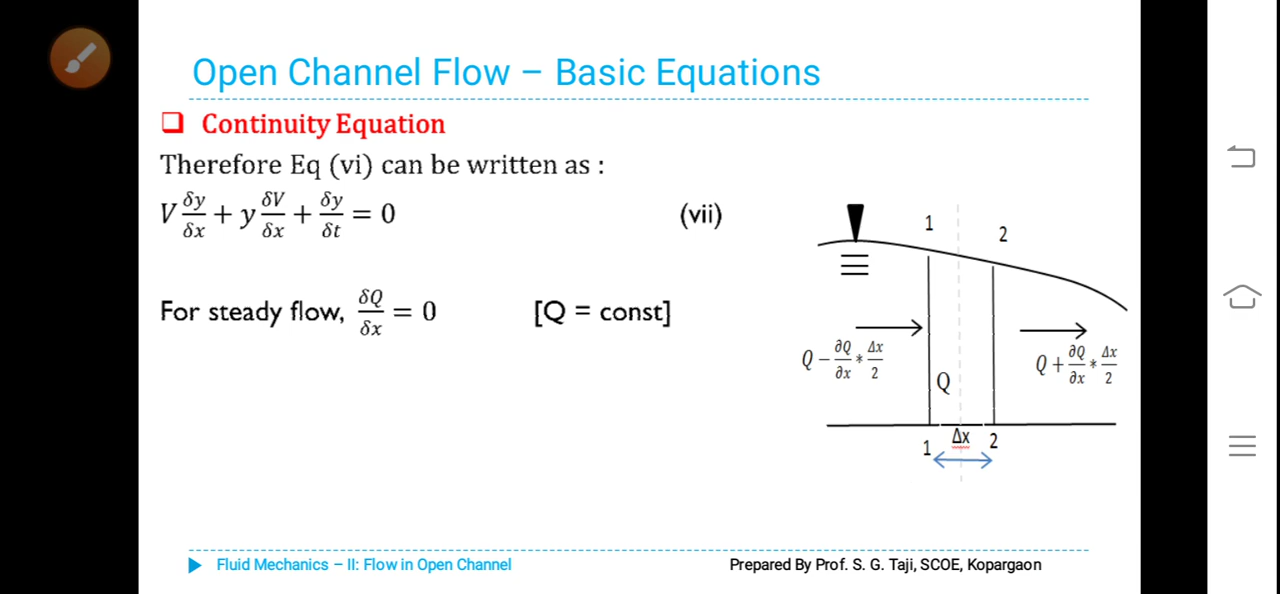 Open Channel Flow – Basic Equations
❑ Continuity Equation
Therefore Eq (vi) can be written as :
V δy/δx + y δV/δx + δy/δt = 0 (vii)
For steady flow, δQ/δx = 0 [Q = const]
1
2
Q − ∂Q/∂x * Δx/2
Q
Q + ∂Q/∂x * Δx/2
1 Δx 2
Fluid Mechanics – II: Flow in Open Channel
Prepared By Prof. S. G. Taji, SCOE, Kopargaon